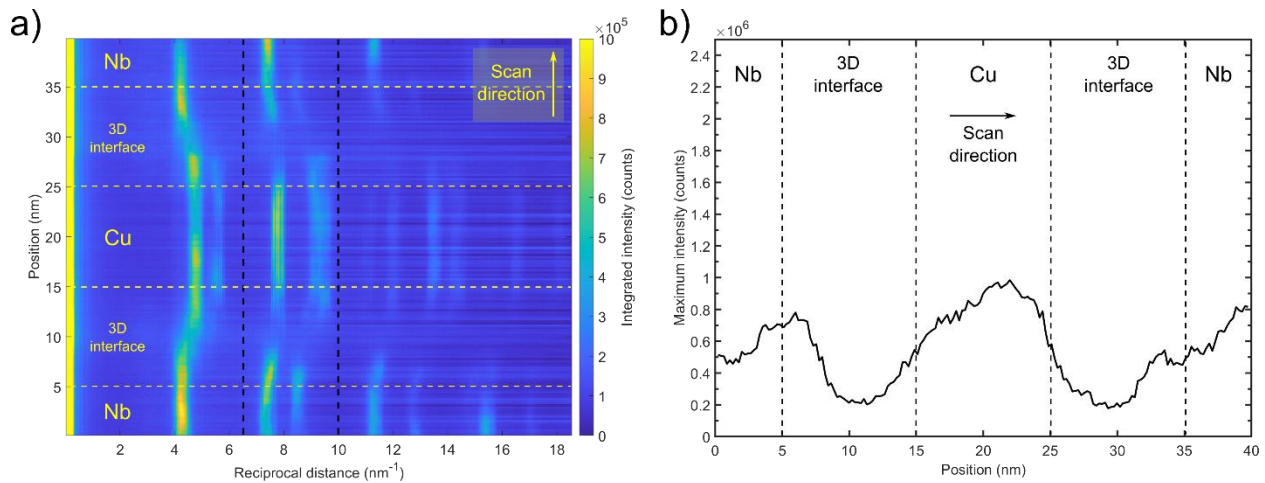 a)
×10⁵
10
9
8
7
6
5
4
3
2
1
0
Integrated intensity (counts)
Nb
Scan
direction
3D
interface
Cu
3D
interface
Nb
35
30
25
20
15
10
5
Position (nm)
2
4
6
8
10
12
14
16
18
Reciprocal distance (nm⁻¹)
b)
×10⁶
2.4
2.2
2
1.8
1.6
1.4
1.2
1
0.8
0.6
0.4
0.2
0
Maximum intensity (counts)
Nb
3D
interface
Cu
3D
interface
Nb
Scan
direction
0
5
10
15
20
25
30
35
40
Position (nm)